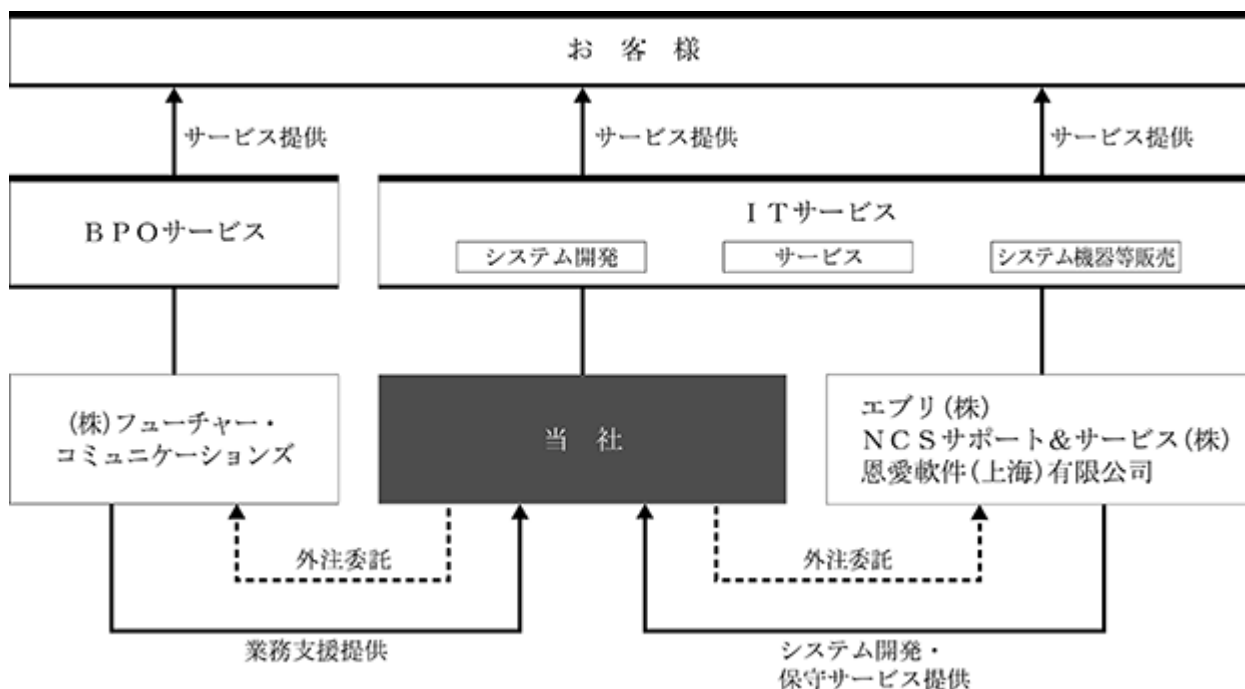 お客様
サービス提供
サービス提供
サービス提供
BPOサービス
ITサービス
システム開発
サービス
システム機器等販売
(株)フューチャー・
コミュニケーションズ
当社
エブリ(株)
NCSサポート&サービス(株)
恩愛軟件(上海)有限公司
外注委託
外注委託
業務支援提供
システム開発・
保守サービス提供